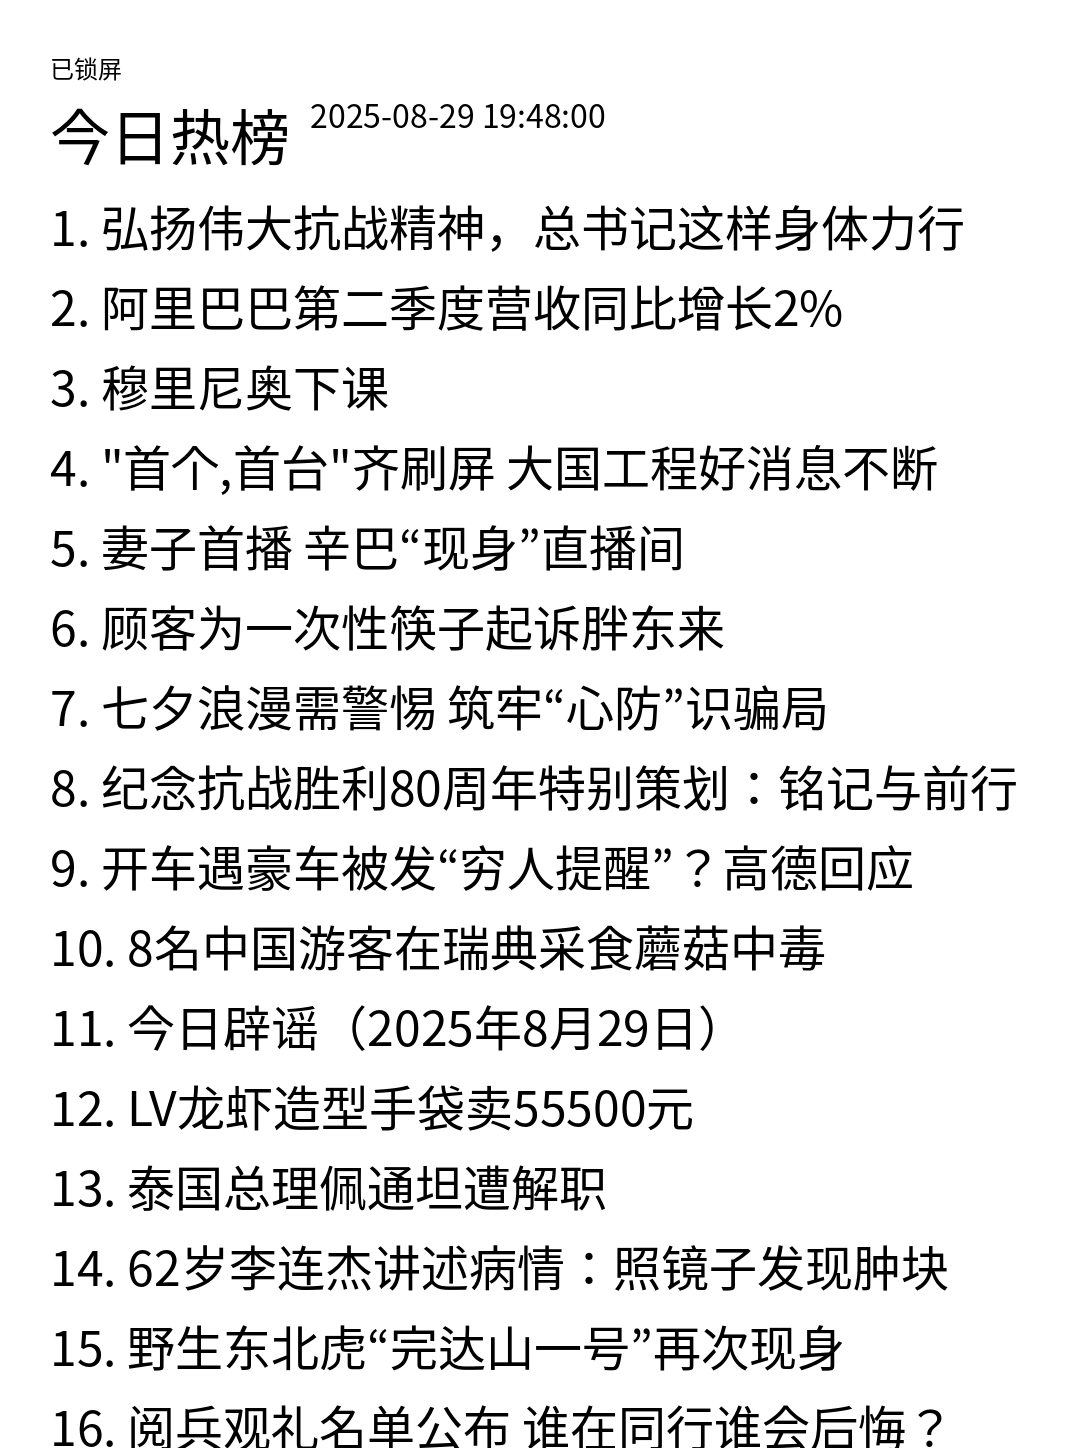 已锁屏
今日热榜 2025-08-29 19:48:00
1. 弘扬伟大抗战精神，总书记这样身体力行
2. 阿里巴巴第二季度营收同比增长2%
3. 穆里尼奥下课
4. "首个,首台"齐刷屏 大国工程好消息不断
5. 妻子首播 辛巴“现身”直播间
6. 顾客为一次性筷子起诉胖东来
7. 七夕浪漫需警惕 筑牢“心防”识骗局
8. 纪念抗战胜利80周年特别策划：铭记与前行
9. 开车遇豪车被发“穷人提醒”？高德回应
10. 8名中国游客在瑞典采食蘑菇中毒
11. 今日辟谣（2025年8月29日）
12. LV龙虾造型手袋卖55500元
13. 泰国总理佩通坦遭解职
14. 62岁李连杰讲述病情：照镜子发现肿块
15. 野生东北虎“完达山一号”再次现身
16. 阅兵观礼名单公布 谁在同行谁会后悔？